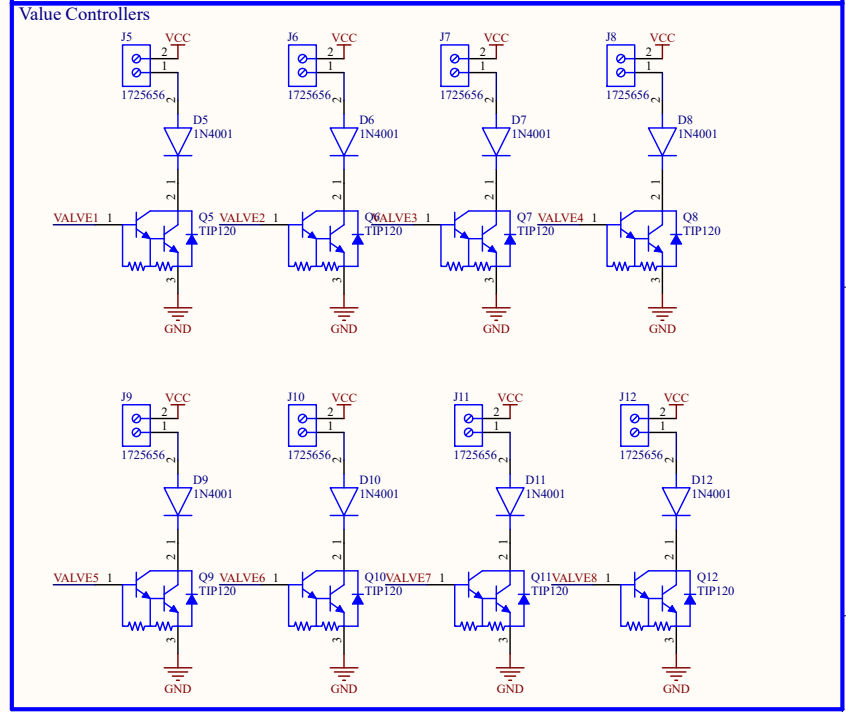 Value Controllers
J5
J6
J7
J8
VCC
VCC
VCC
VCC
2
2
2
2
1
1
1
1
1725656
1725656
1725656
1725656
2
2
2
2
D5
D6
D7
D8
1N4001
1N4001
1N4001
1N4001
1
1
1
1
2
2
2
2
VALVE1
1
Q5
VALVE2
1
Q6
VALVE3
1
Q7
VALVE4
1
Q8
TIP120
TIP120
TIP120
TIP120
3
3
3
3
GND
GND
GND
GND
J9
J10
J11
J12
VCC
VCC
VCC
VCC
2
2
2
2
1
1
1
1
1725656
1725656
1725656
1725656
2
2
2
2
D9
D10
D11
D12
1N4001
1N4001
1N4001
1N4001
1
1
1
1
2
2
2
2
VALVE5
1
Q9
VALVE6
1
Q10
VALVE7
1
Q11
VALVE8
1
Q12
TIP120
TIP120
TIP120
TIP120
3
3
3
3
GND
GND
GND
GND